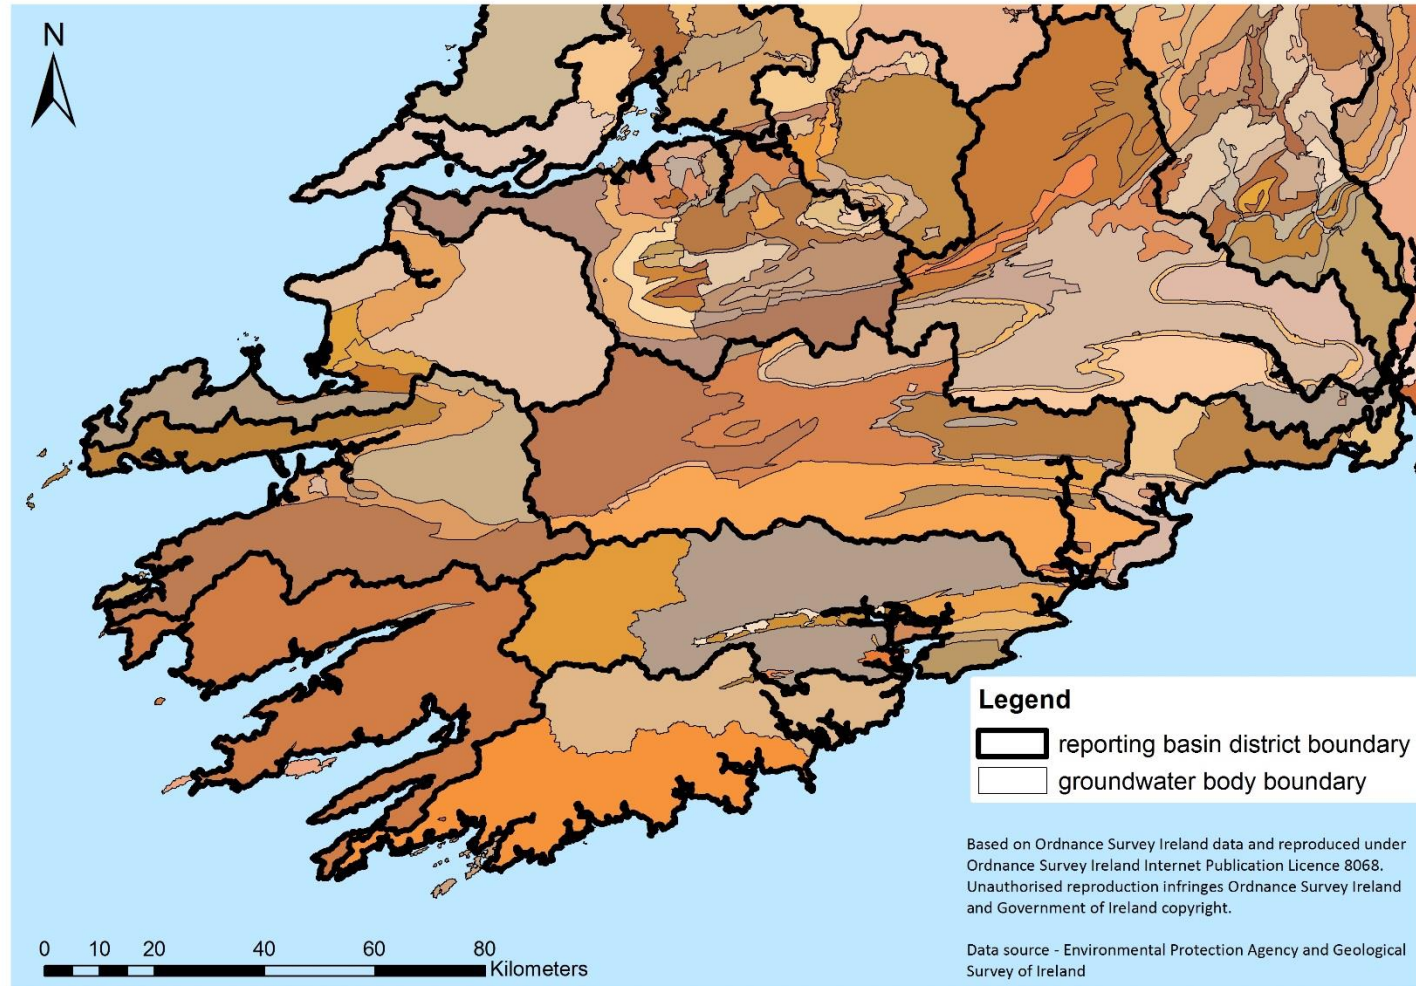 N
Legend
reporting basin district boundary
groundwater body boundary
Based on Ordnance Survey Ireland data and reproduced under
Ordnance Survey Ireland Internet Publication Licence 8068.
Unauthorised reproduction infringes Ordnance Survey Ireland
and Government of Ireland copyright.
Data source - Environmental Protection Agency and Geological
Survey of Ireland
0 10 20 40 60 80
Kilometers